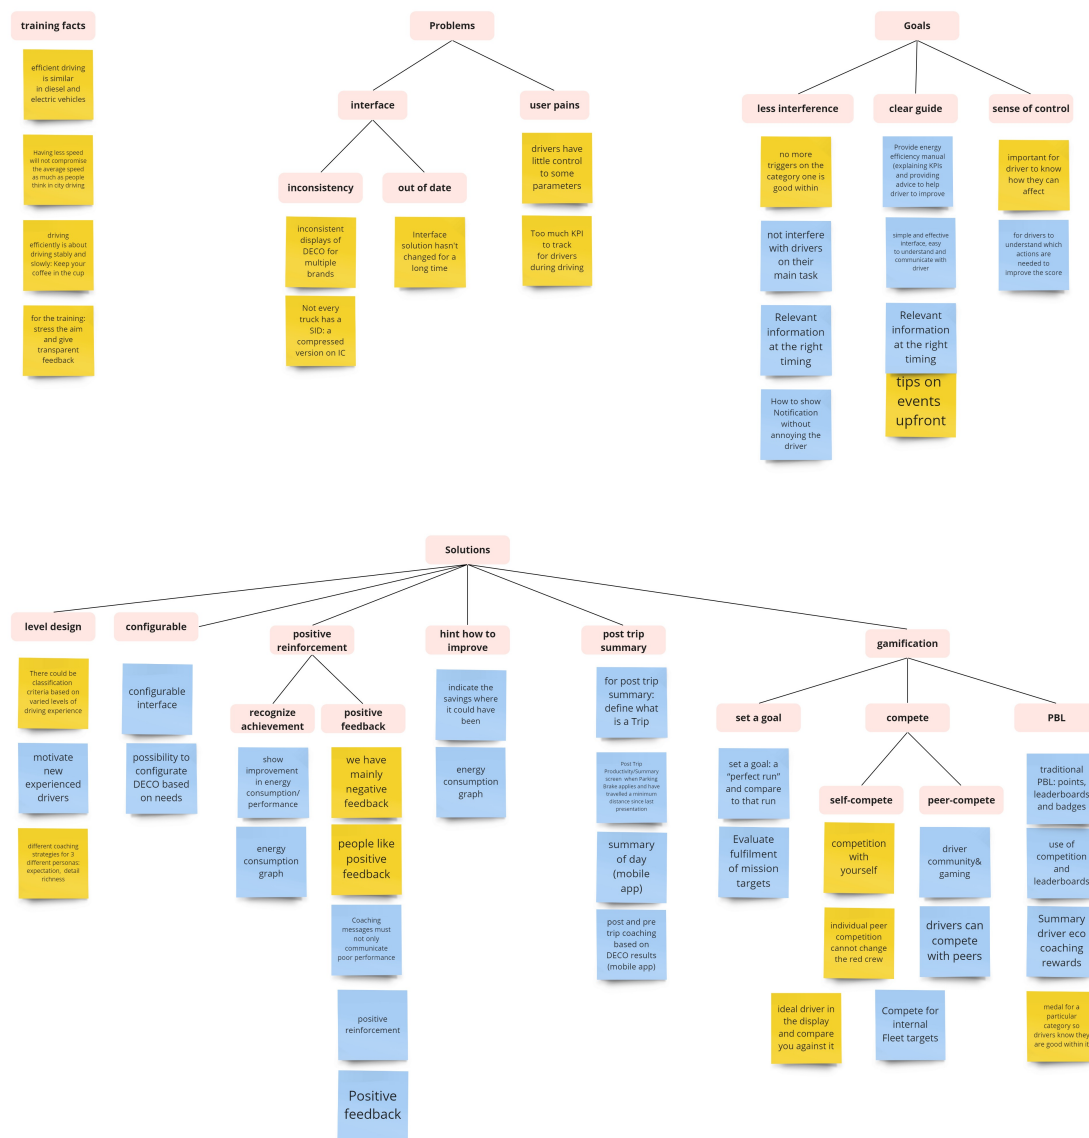 training facts
efficient driving
is similar
in diesel and
electric vehicles
Having less speed
will not compromise
the average speed
as much as people
think in city driving
driving
efficiently is about
driving stably and
slowly: Keep your
coffee in the cup
for the training:
stress the aim
and give
transparent
feedback
Problems
interface
user pains
inconsistency
out of date
inconsistent
displays of
DECO for
multiple
brands
Not every
truck has a
SID: a
compressed
version on IC
Interface
solution hasn't
changed for a
long time
drivers have
little control
to some
parameters
Too much KPI
to track
for drivers
during driving
Goals
less interference
clear guide
sense of control
no more
triggers on the
category one is
good within
not interfere
with drivers
on their
main task
Relevant
information
at the right
timing
How to show
Notification
without
annoying the
driver
Provide energy
efficiency manual
(explaining KPIs
and providing
advice to help
driver to improve
simple and effective
interface, easy
to understand and
communicate with
driver
Relevant
information
at the right
timing
tips on
events
upfront
important for
driver to know
how they can
affect
for drivers to
understand which
actions are
needed to
improve the score
Solutions
level design
configurable
positive
reinforcement
hint how to
improve
post trip
summary
gamification
There could be
classification
criteria based on
varied levels of
driving experience
motivate
new
experienced
drivers
different coaching
strategies for 3
different personas:
expectation, detail
richness
configurable
interface
possibility to
configurate
DECO based
on needs
recognize
achievement
positive
feedback
show
improvement
in energy
consumption/
performance
energy
consumption
graph
we have
mainly
negative
feedback
people like
positive
feedback
Coaching
messages must
not only
communicate
poor performance
positive
reinforcement
Positive
feedback
indicate the
savings where
it could have
been
energy
consumption
graph
for post trip
summary:
define what
is a Trip
Post Trip
Productivity/Summary
screen when Parking
Brake applies and have
travelled a minimum
distance since last
presentation
summary
of day
(mobile
app)
post and pre
trip coaching
based on
DECO results
(mobile app)
set a goal
compete
PBL
set a goal: a
"perfect run"
and compare
to that run
Evaluate
fulfilment
of mission
targets
self-compete
peer-compete
competition
with
yourself
individual peer
competition
cannot change
the red crew
ideal driver in
the display
and compare
you against it
driver
community&
gaming
drivers can
compete
with peers
Compete for
internal
Fleet targets
traditional
PBL: points,
leaderboards
and badges
use of
competition
and
leaderboards
Summary
driver eco
coaching
rewards
medal for a
particular
category so
drivers know they
are good within it